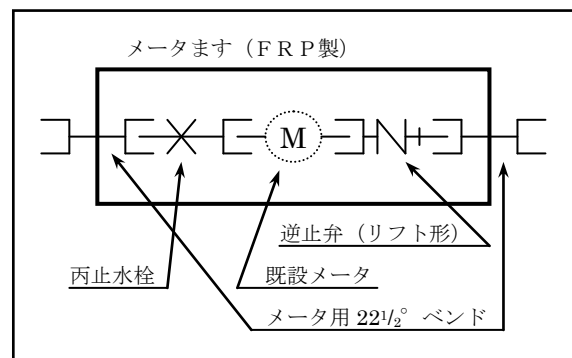 メータます（ＦＲＰ製）
M
逆止弁（リフト形）
丙止水栓
既設メータ
メータ用 22½° ベンド